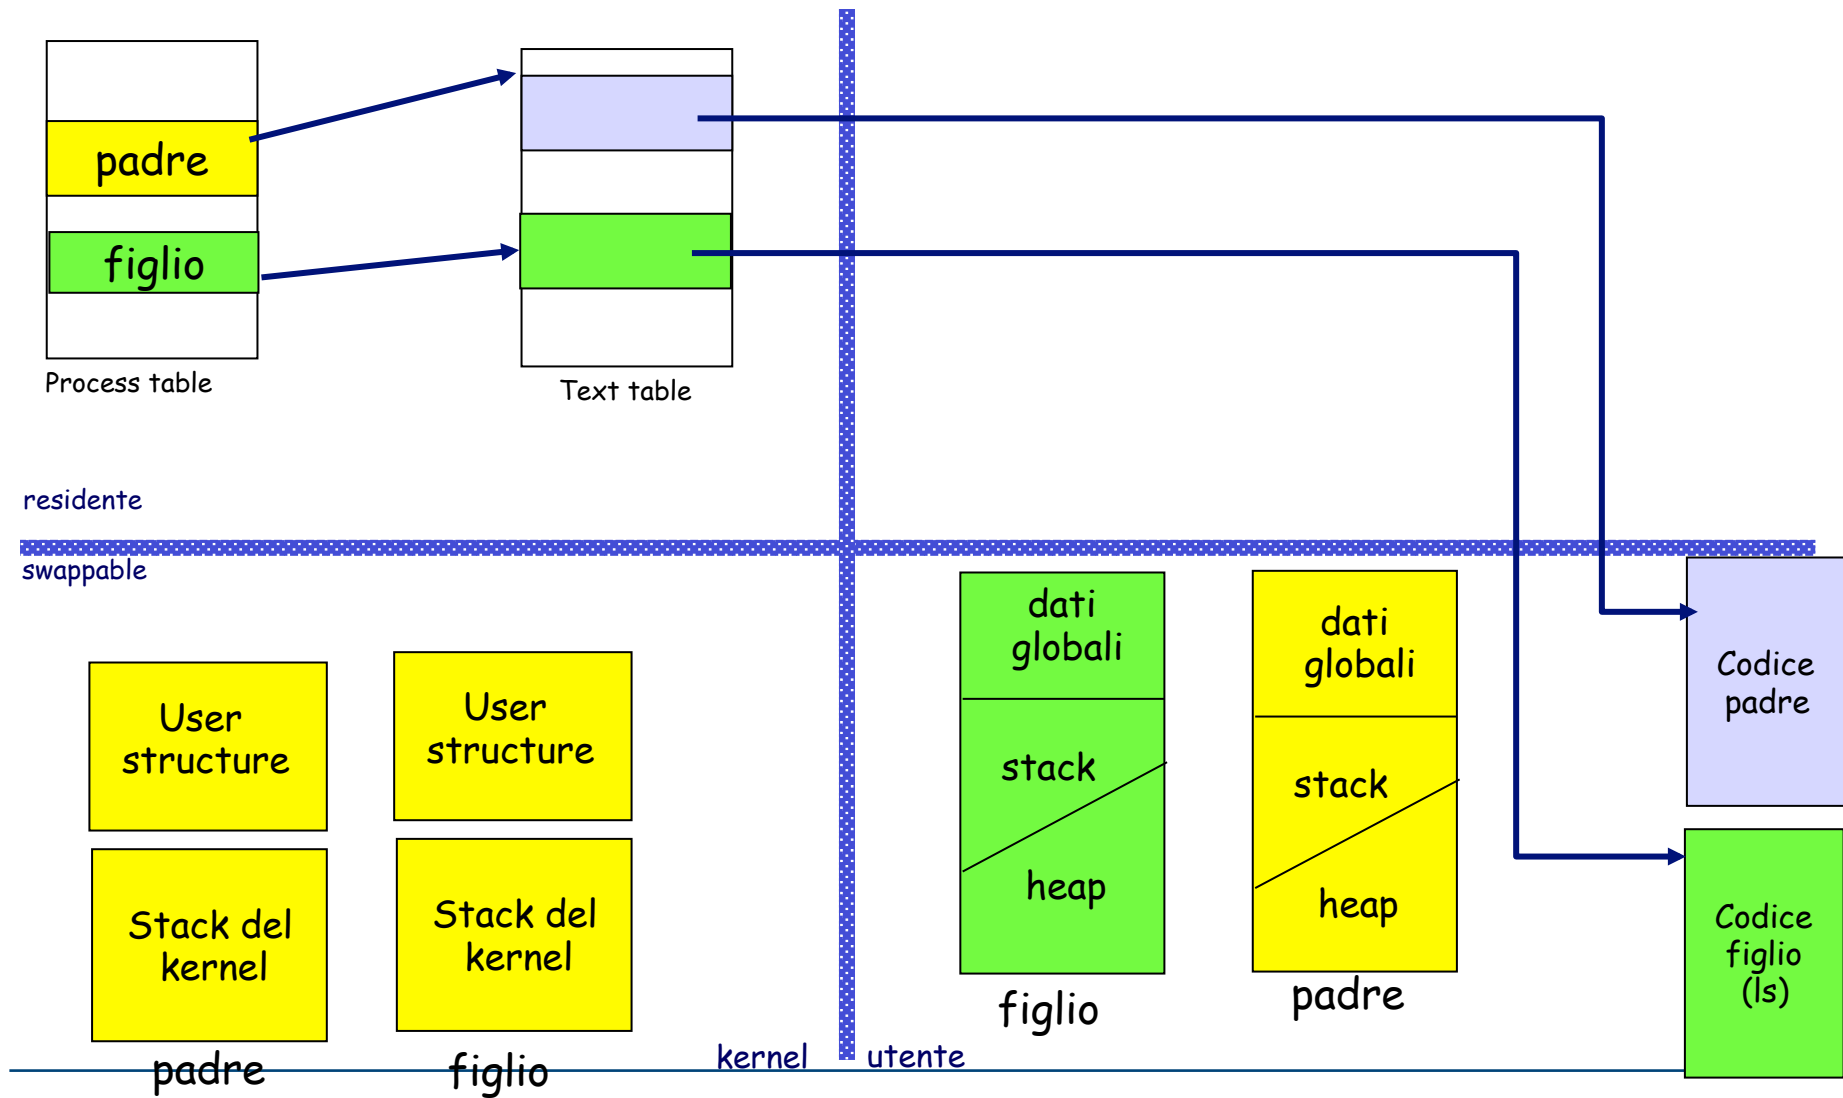 padre
figlio
Process table
Text table
residente
swappable
User
structure
Stack del
kernel
padre
User
structure
Stack del
kernel
figlio
kernel
utente
dati
globali
stack
heap
figlio
dati
globali
stack
heap
padre
Codice
padre
Codice
figlio
(ls)